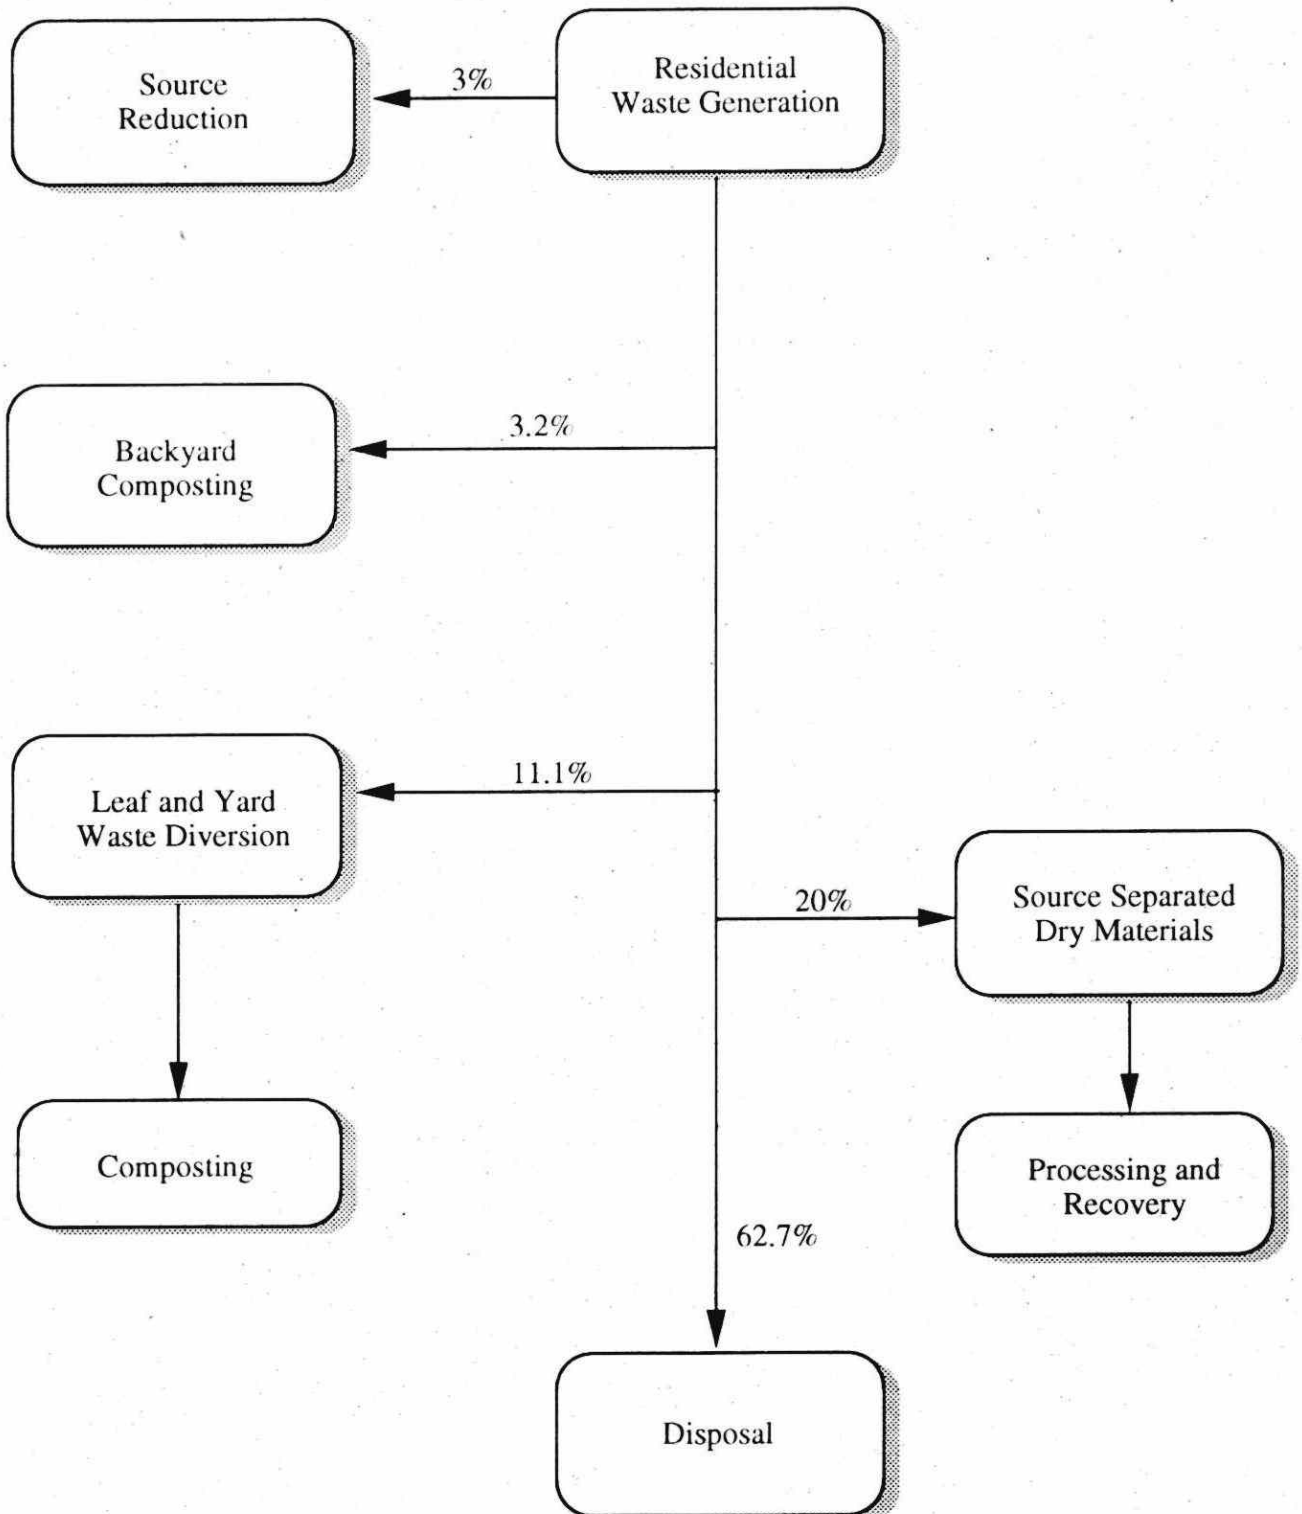 Source
Reduction
3%
Residential
Waste Generation
Backyard
Composting
3.2%
Leaf and Yard
Waste Diversion
11.1%
20%
Source Separated
Dry Materials
Composting
Processing and
Recovery
62.7%
Disposal